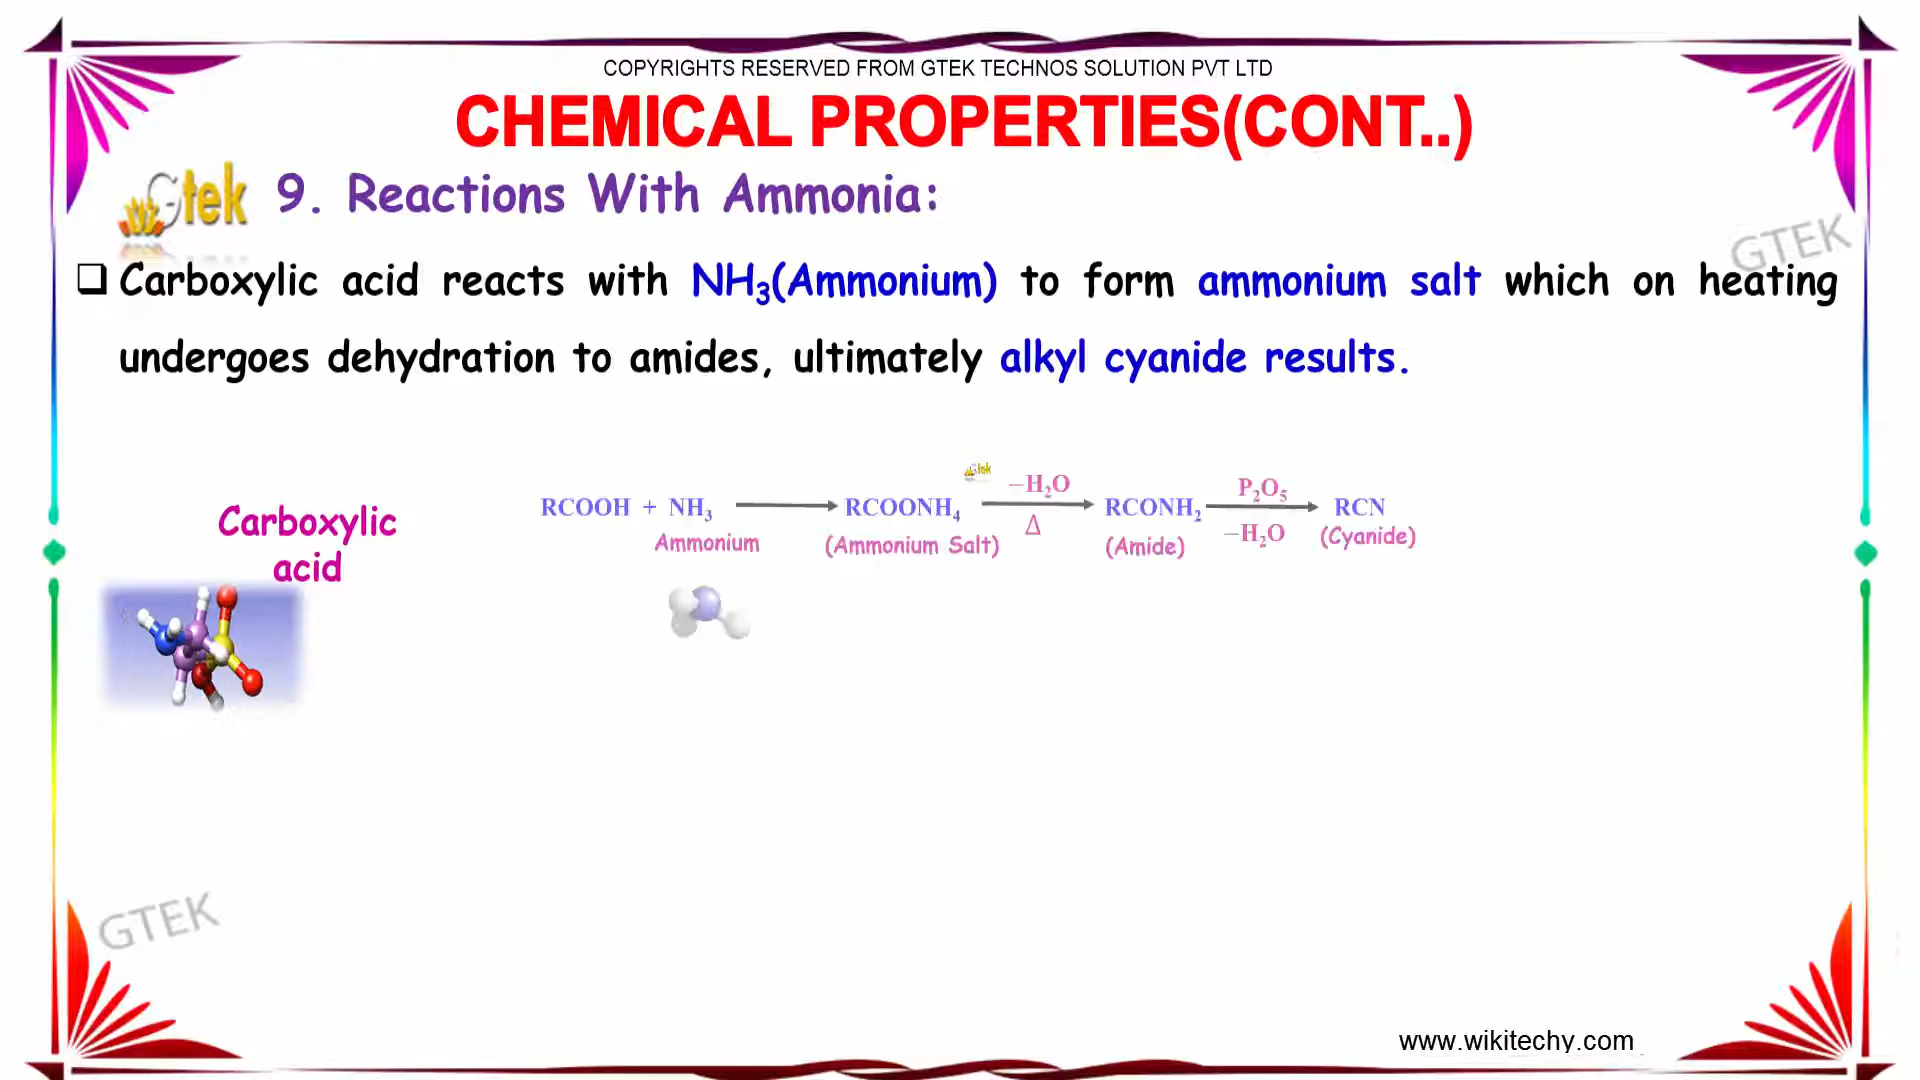 COPYRIGHTS RESERVED FROM GTEK TECHNOS SOLUTION PVT LTD
CHEMICAL PROPERTIES(CONT..)
Gtek
9. Reactions With Ammonia:
GTEK
❑ Carboxylic acid reacts with NH₃(Ammonium) to form ammonium salt which on heating
undergoes dehydration to amides, ultimately alkyl cyanide results.
Carboxylic
acid
Gtek
RCOOH + NH₃ → RCOONH₄ –H₂O Δ → RCONH₂ P₂O₅ –H₂O → RCN
Ammonium (Ammonium Salt) (Amide) (Cyanide)
GTEK
www.wikitechy.com